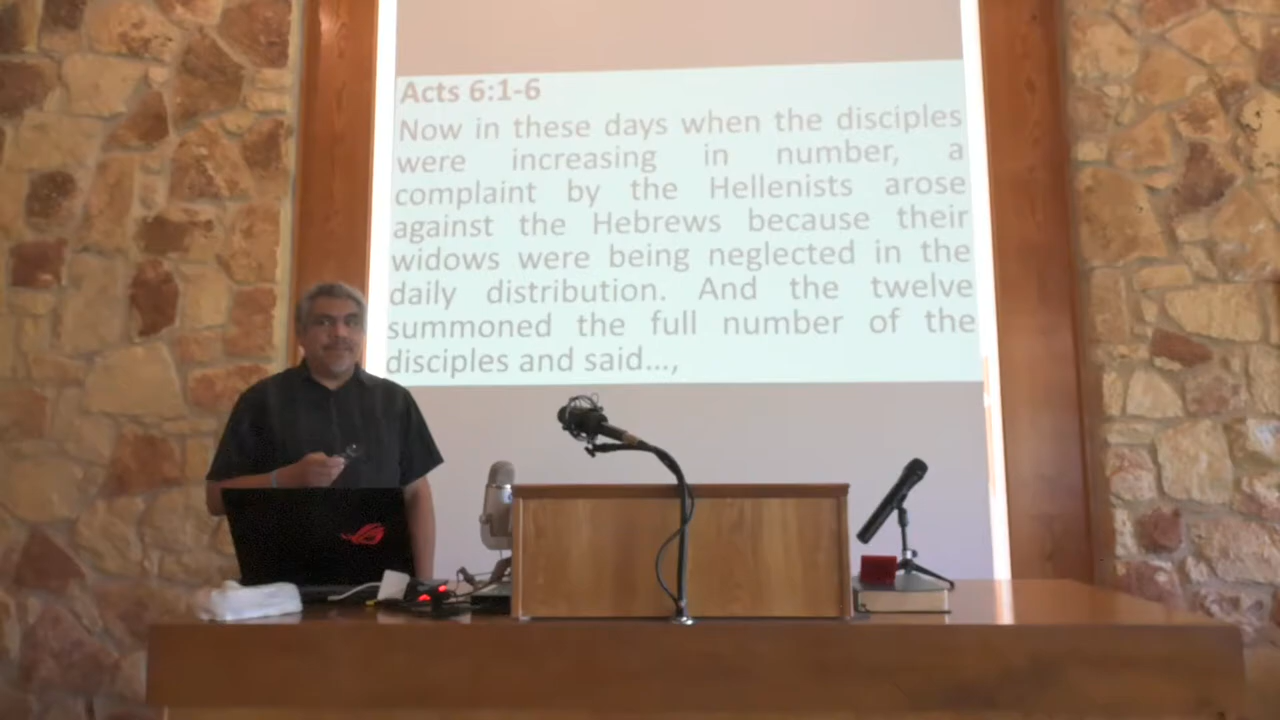 Acts 6:1-6
Now in these days when the disciples
were increasing in number, a
complaint by the Hellenists arose
against the Hebrews because their
widows were being neglected in the
daily distribution. And the twelve
summoned the full number of the
disciples and said...,